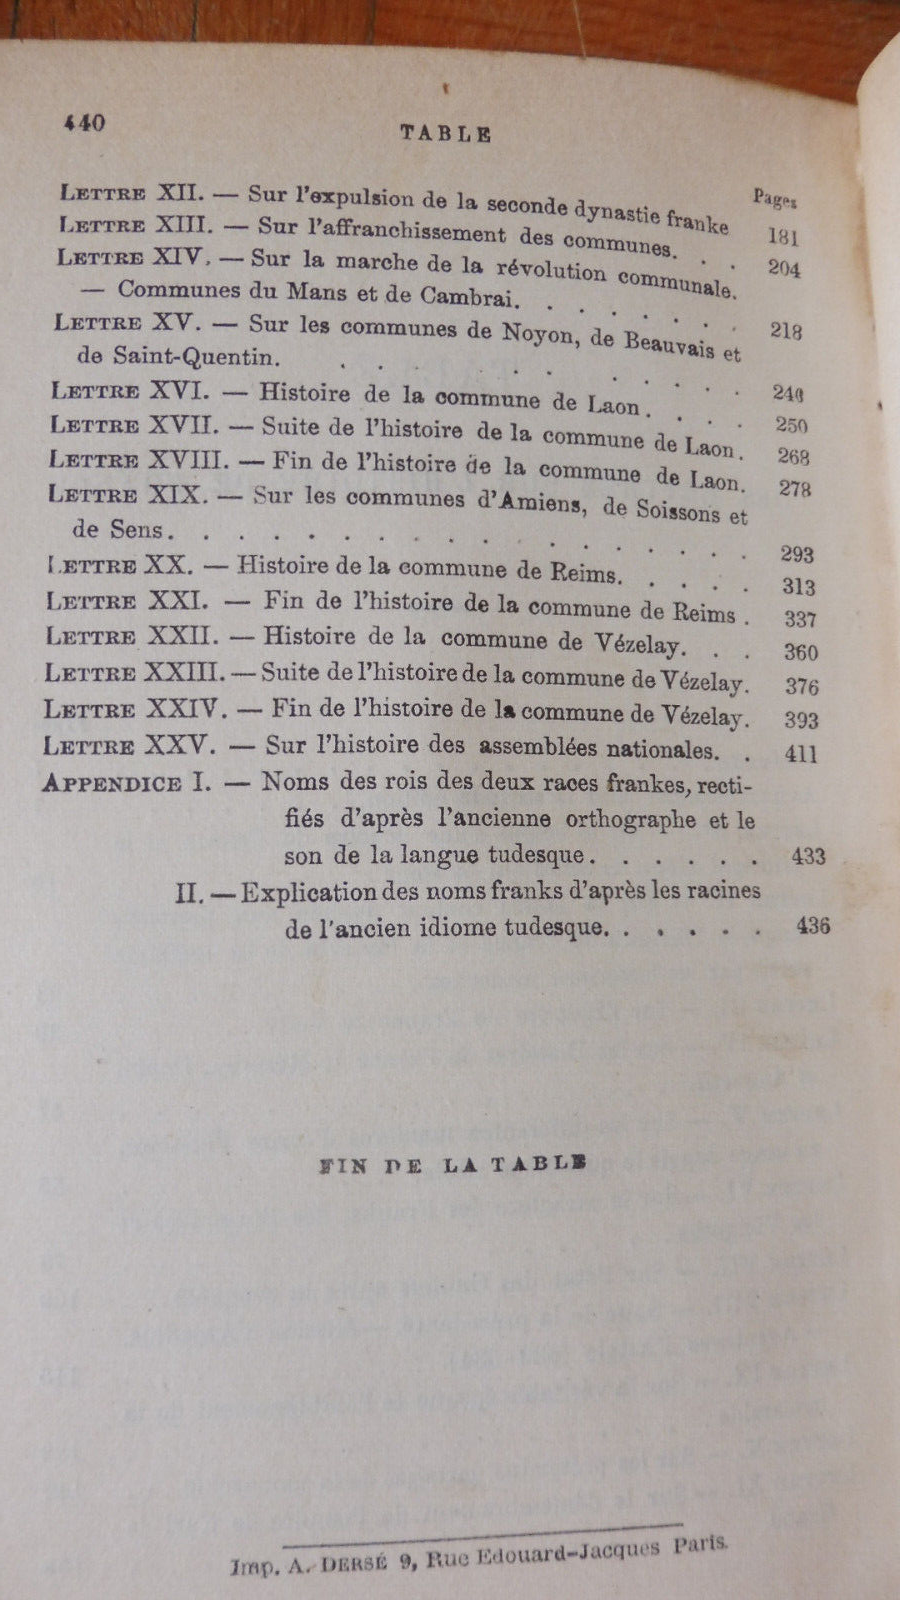 440
TABLE
Pages
LETTRE XII. — Sur l'expulsion de la seconde dynastie franke 181
LETTRE XIII. — Sur l'affranchissement des communes. . . 204
LETTRE XIV. — Sur la marche de la révolution communale.
— Communes du Mans et de Cambrai. . . . . . . . 218
LETTRE XV. — Sur les communes de Noyon, de Beauvais et
de Saint-Quentin. . . . . . . . . . . 240
LETTRE XVI. — Histoire de la commune de Laon. . . . 250
LETTRE XVII. — Suite de l'histoire de la commune de Laon. 268
LETTRE XVIII. — Fin de l'histoire de la commune de Laon. 278
LETTRE XIX. — Sur les communes d'Amiens, de Soissons et
de Sens. . . . . . . . . . . . . . . . . 293
LETTRE XX. — Histoire de la commune de Reims. . . . . 313
LETTRE XXI. — Fin de l'histoire de la commune de Reims . 337
LETTRE XXII. — Histoire de la commune de Vézelay. . . 360
LETTRE XXIII. — Suite de l'histoire de la commune de Vézelay. 376
LETTRE XXIV. — Fin de l'histoire de la commune de Vézelay. 393
LETTRE XXV. — Sur l'histoire des assemblées nationales. . 411
APPENDICE I. — Noms des rois des deux races frankes, recti-
fiés d'après l'ancienne orthographe et le
son de la langue tudesque. . . . . . 433
II. — Explication des noms franks d'après les racines
de l'ancien idiome tudesque. . . . . . 436
FIN DE LA TABLE
Imp. A. DERSÉ 9, Rue Edouard-Jacques Paris.